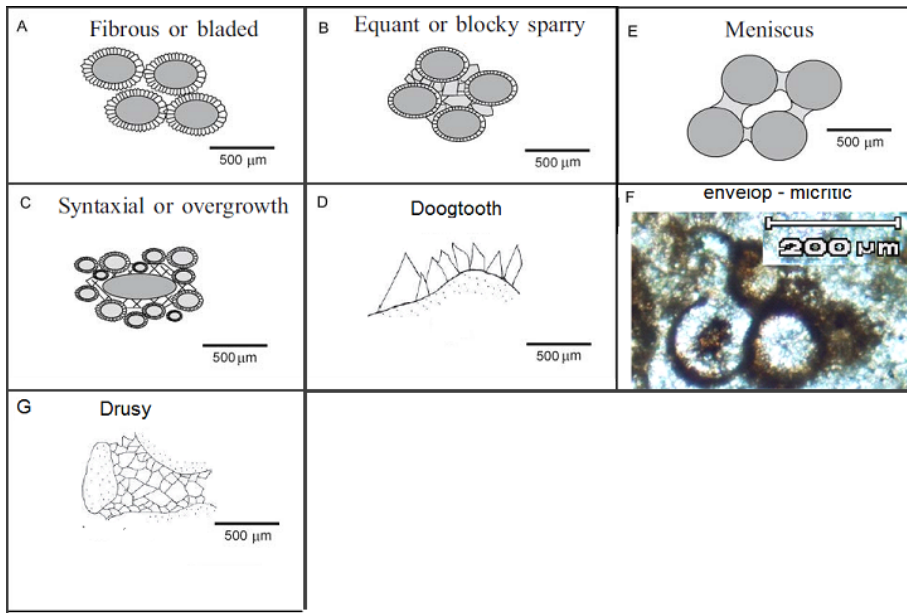 A
Fibrous or bladed
500 µm
B
Equant or blocky sparry
500 µm
E
Meniscus
500 µm
C
Syntaxial or overgrowth
500 µm
D
Doogtooth
500 µm
F
envelop - micritic
200 µm
G
Drusy
500 µm